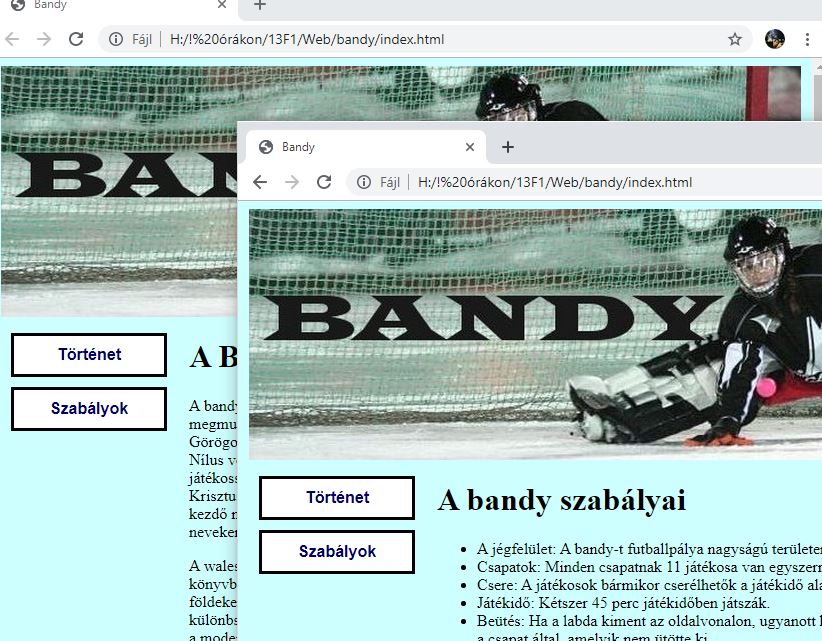 Bandy
Fájl | H:/!%20órákon/13F1/Web/bandy/index.html
BAN
Történet
Szabályok
A B
A bandy
megmu
Görögo
Nílus v
játékoss
Krisztu
kezdő n
neveker
A wales
könyvb
földeke
különbs
a mode
Bandy
Fájl | H:/!%20órákon/13F1/Web/bandy/index.html
BANDY
Történet
Szabályok
A bandy szabályai
• A jégfelület: A bandy-t futballpálya nagyságú területen
• Csapatok: Minden csapatnak 11 játékosa van egyszerr
• Csere: A játékosok bármikor cserélhetők a játékidő ala
• Játékidő: Kétszer 45 perc játékidőben játszák.
• Beütés: Ha a labda kiment az oldalvonalon, ugyanott
a csapat által, amelyik nem ütötte ki